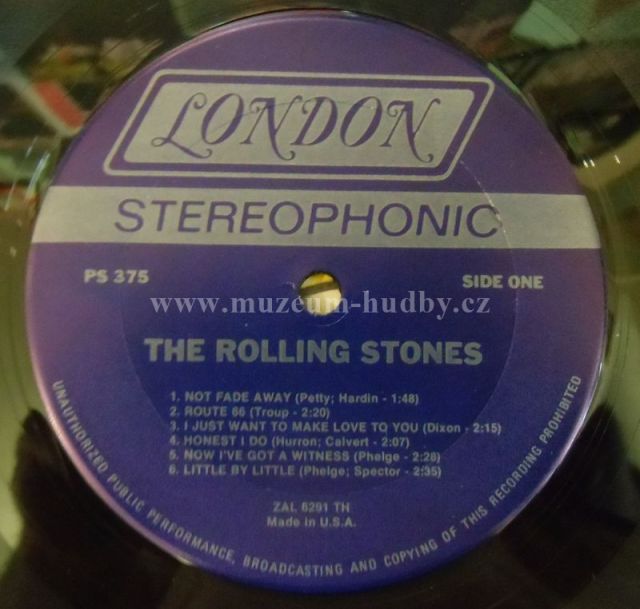 LONDON
STEREOPHONIC
PS 375
SIDE ONE
www.muzeum-hudby.cz
THE ROLLING STONES
1. NOT FADE AWAY (Petty; Hardin - 1:48)
2. ROUTE 66 (Troup - 2:20)
3. I JUST WANT TO MAKE LOVE TO YOU (Dixon - 2:15)
4. HONEST I DO (Hurron; Calvert - 2:07)
5. NOW I'VE GOT A WITNESS (Phelge - 2:28)
6. LITTLE BY LITTLE (Phelge; Spector - 2:35)
ZAL 6291 TH
Made in U.S.A.
UNAUTHORIZED PUBLIC PERFORMANCE, BROADCASTING AND COPYING OF THIS RECORDING PROHIBITED